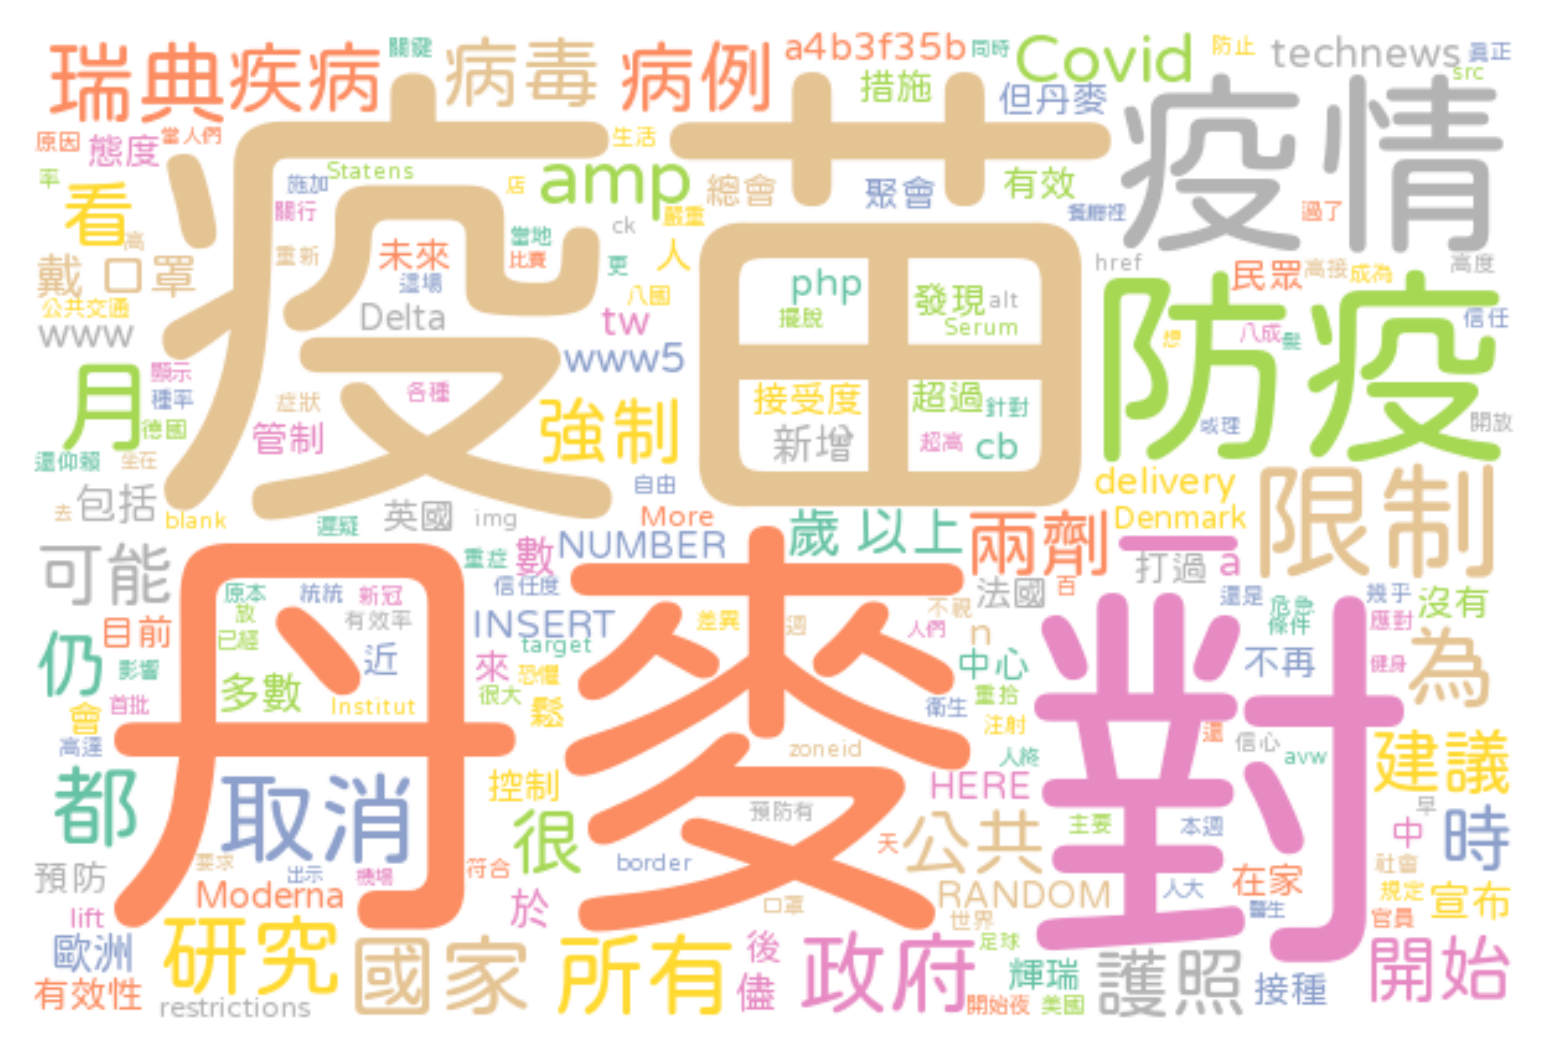 瑞典 疾病 關鍵 病毒 病例 a4b3f35b 同時 Covid 防止 technews 真正
src
措施 但丹麥
原因 態度 當人們 生活
率 Statens 施加 店 amp 總會 聚會 有效 疫情
看 關行 嚴重 餐廳裡 過了
高 重新 未來 當地 比賽 ck 更 人
戴 口罩 這場 八國 php 發現 alt href 民眾 高接 成為 高度
公共交通 Delta tw 擺脫 Serum 信任
www www5 想 八成 防疫
疫苗
月 顯示 種率 各種 接受度 超過 針對
德國 症狀 管制 強制 新增 超高 cb 或理 開放
還仰賴 坐在 自由 delivery
去 包括 blank 遲疑 英國 img More 歲 以上 兩劑 Denmark 限制
可能 重症 數 NUMBER 一 打過 a
原本 統統 新冠 信任度 法國 百 還是 危急 條件 幾乎 沒有
放 有效率 INSERT 差異 週 不視 人們 應對
仍 目前 已經 target n
影響 近 來 恐懼 中心 不再 健身 為
多數 很大 重拾
會 首批 Institut 鬆 衛生 注射 還 信心
高達 丹麥 zoneid 人終 對 avw 建議
都 取消 控制 HERE 早
很 預防有 主要 本週 中 時
預防 要求 出示 機場 符合 border 天 公共 社會
Moderna RANDOM 人大 在家 規定 宣布
lift 於 口罩 世界 醫生 官員
歐洲 研究 國家 所有 後 政府 足球 輝瑞 護照 接種 開始
有效性 restrictions 儘 開始夜 美國